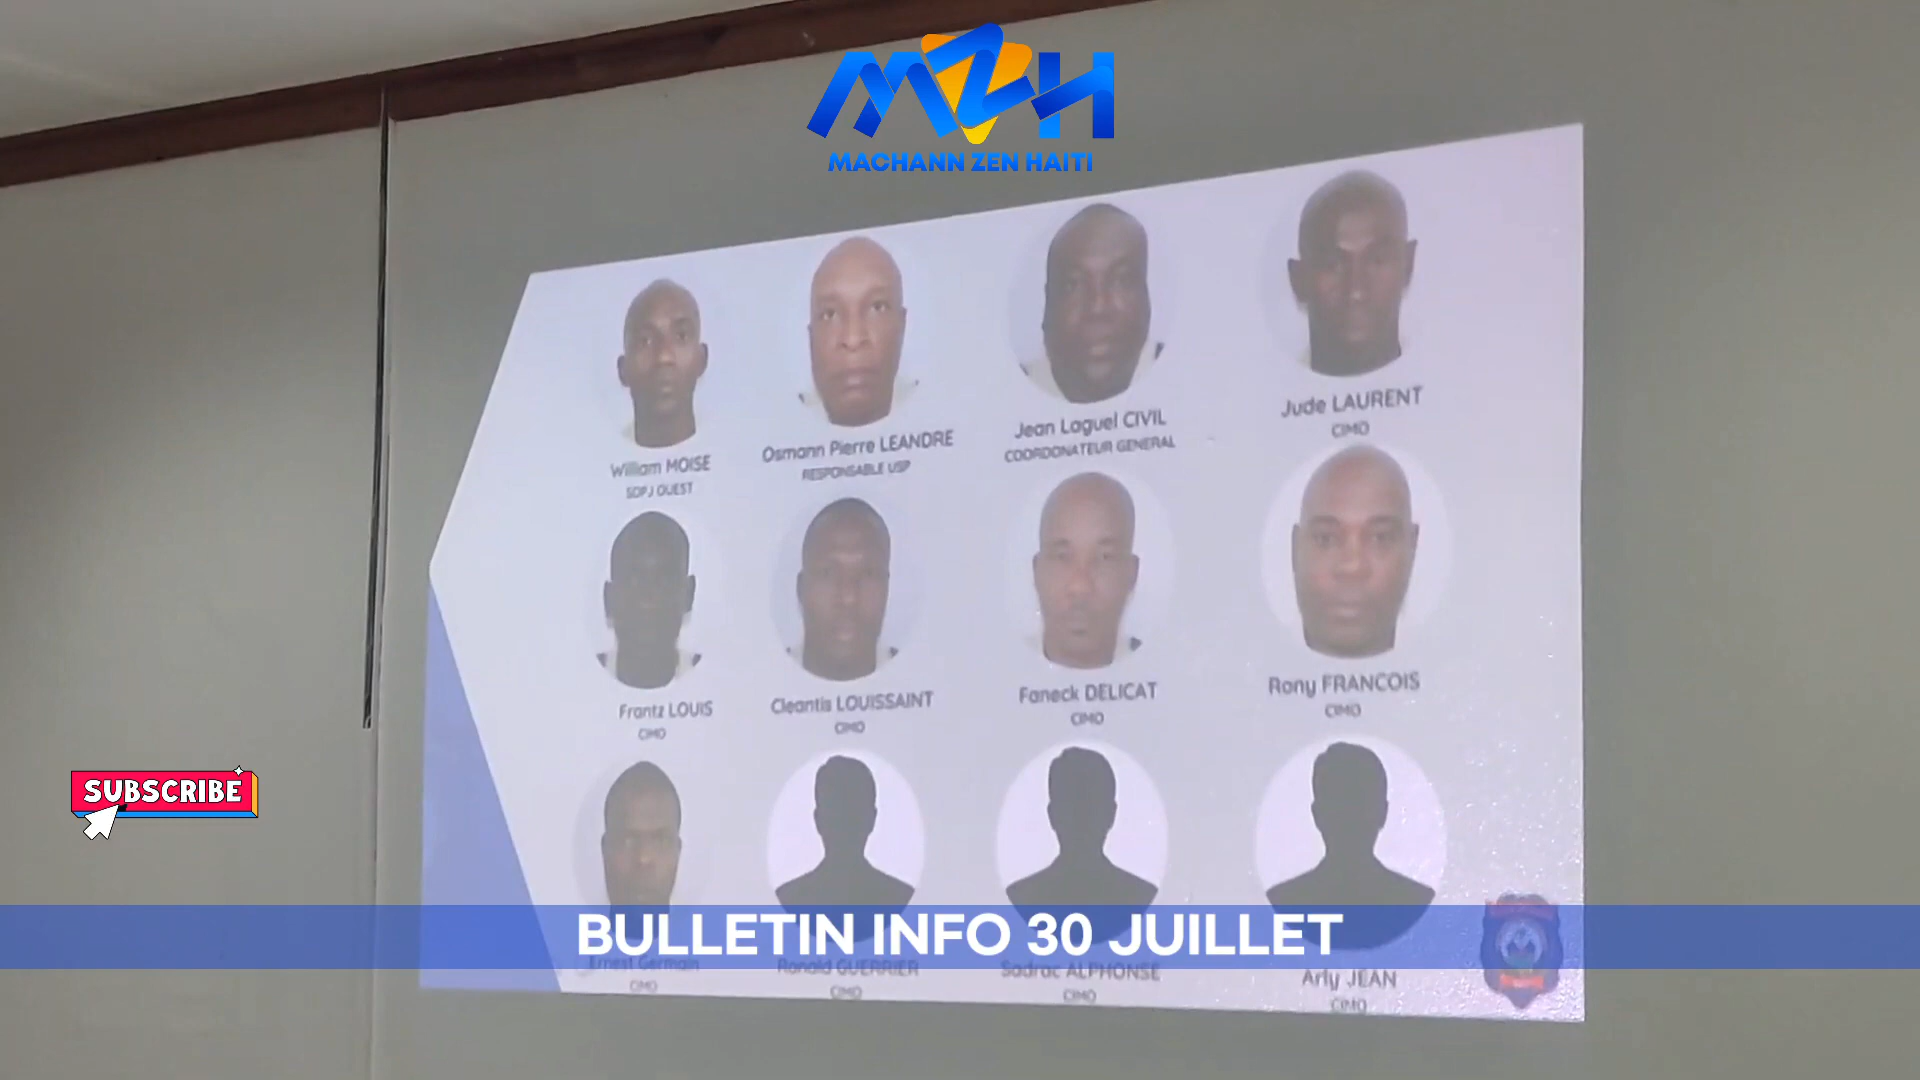 MZH
MACHANN ZEN HAITI
William MOISE
SDPJ OUEST
Osmann Pierre LEANDRE
RESPONSABLE USP
Jean Laguel CIVIL
COORDONATEUR GENERAL
Jude LAURENT
CIMO
Frantz LOUIS
CIMO
Cleantis LOUISSAINT
CIMO
Faneck DELICAT
CIMO
Rony FRANCOIS
CIMO
SUBSCRIBE
BULLETIN INFO 30 JUILLET
Ernest Germain
CIMO
Ronald GUERRIER
CIMO
Sadrac ALPHONSE
CIMO
Arly JEAN
CIMO